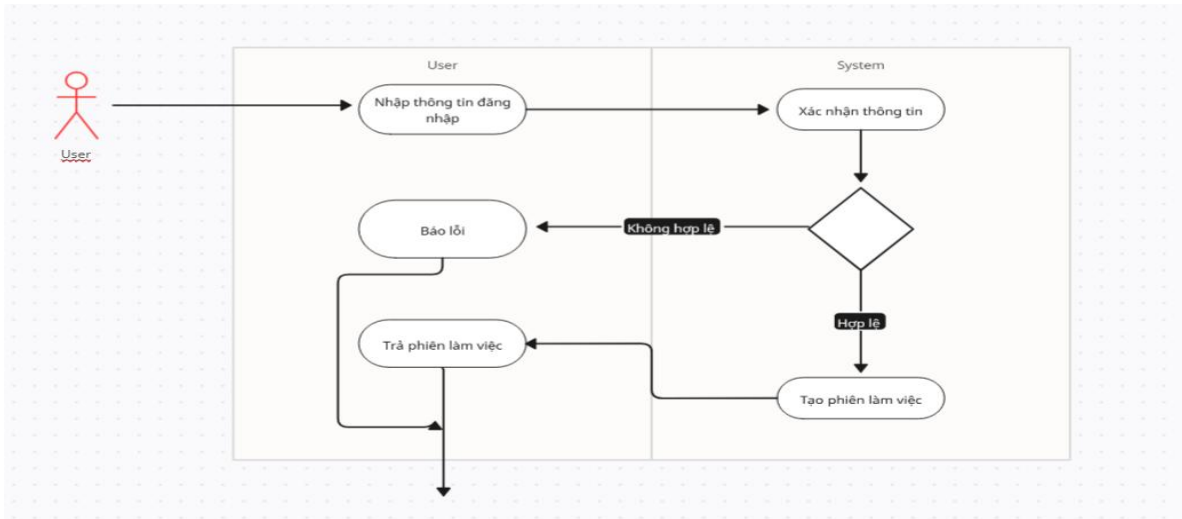 User
System
User
Nhập thông tin đăng
nhập
Xác nhận thông tin
Báo lỗi
Không hợp lệ
Hợp lệ
Trả phiên làm việc
Tạo phiên làm việc